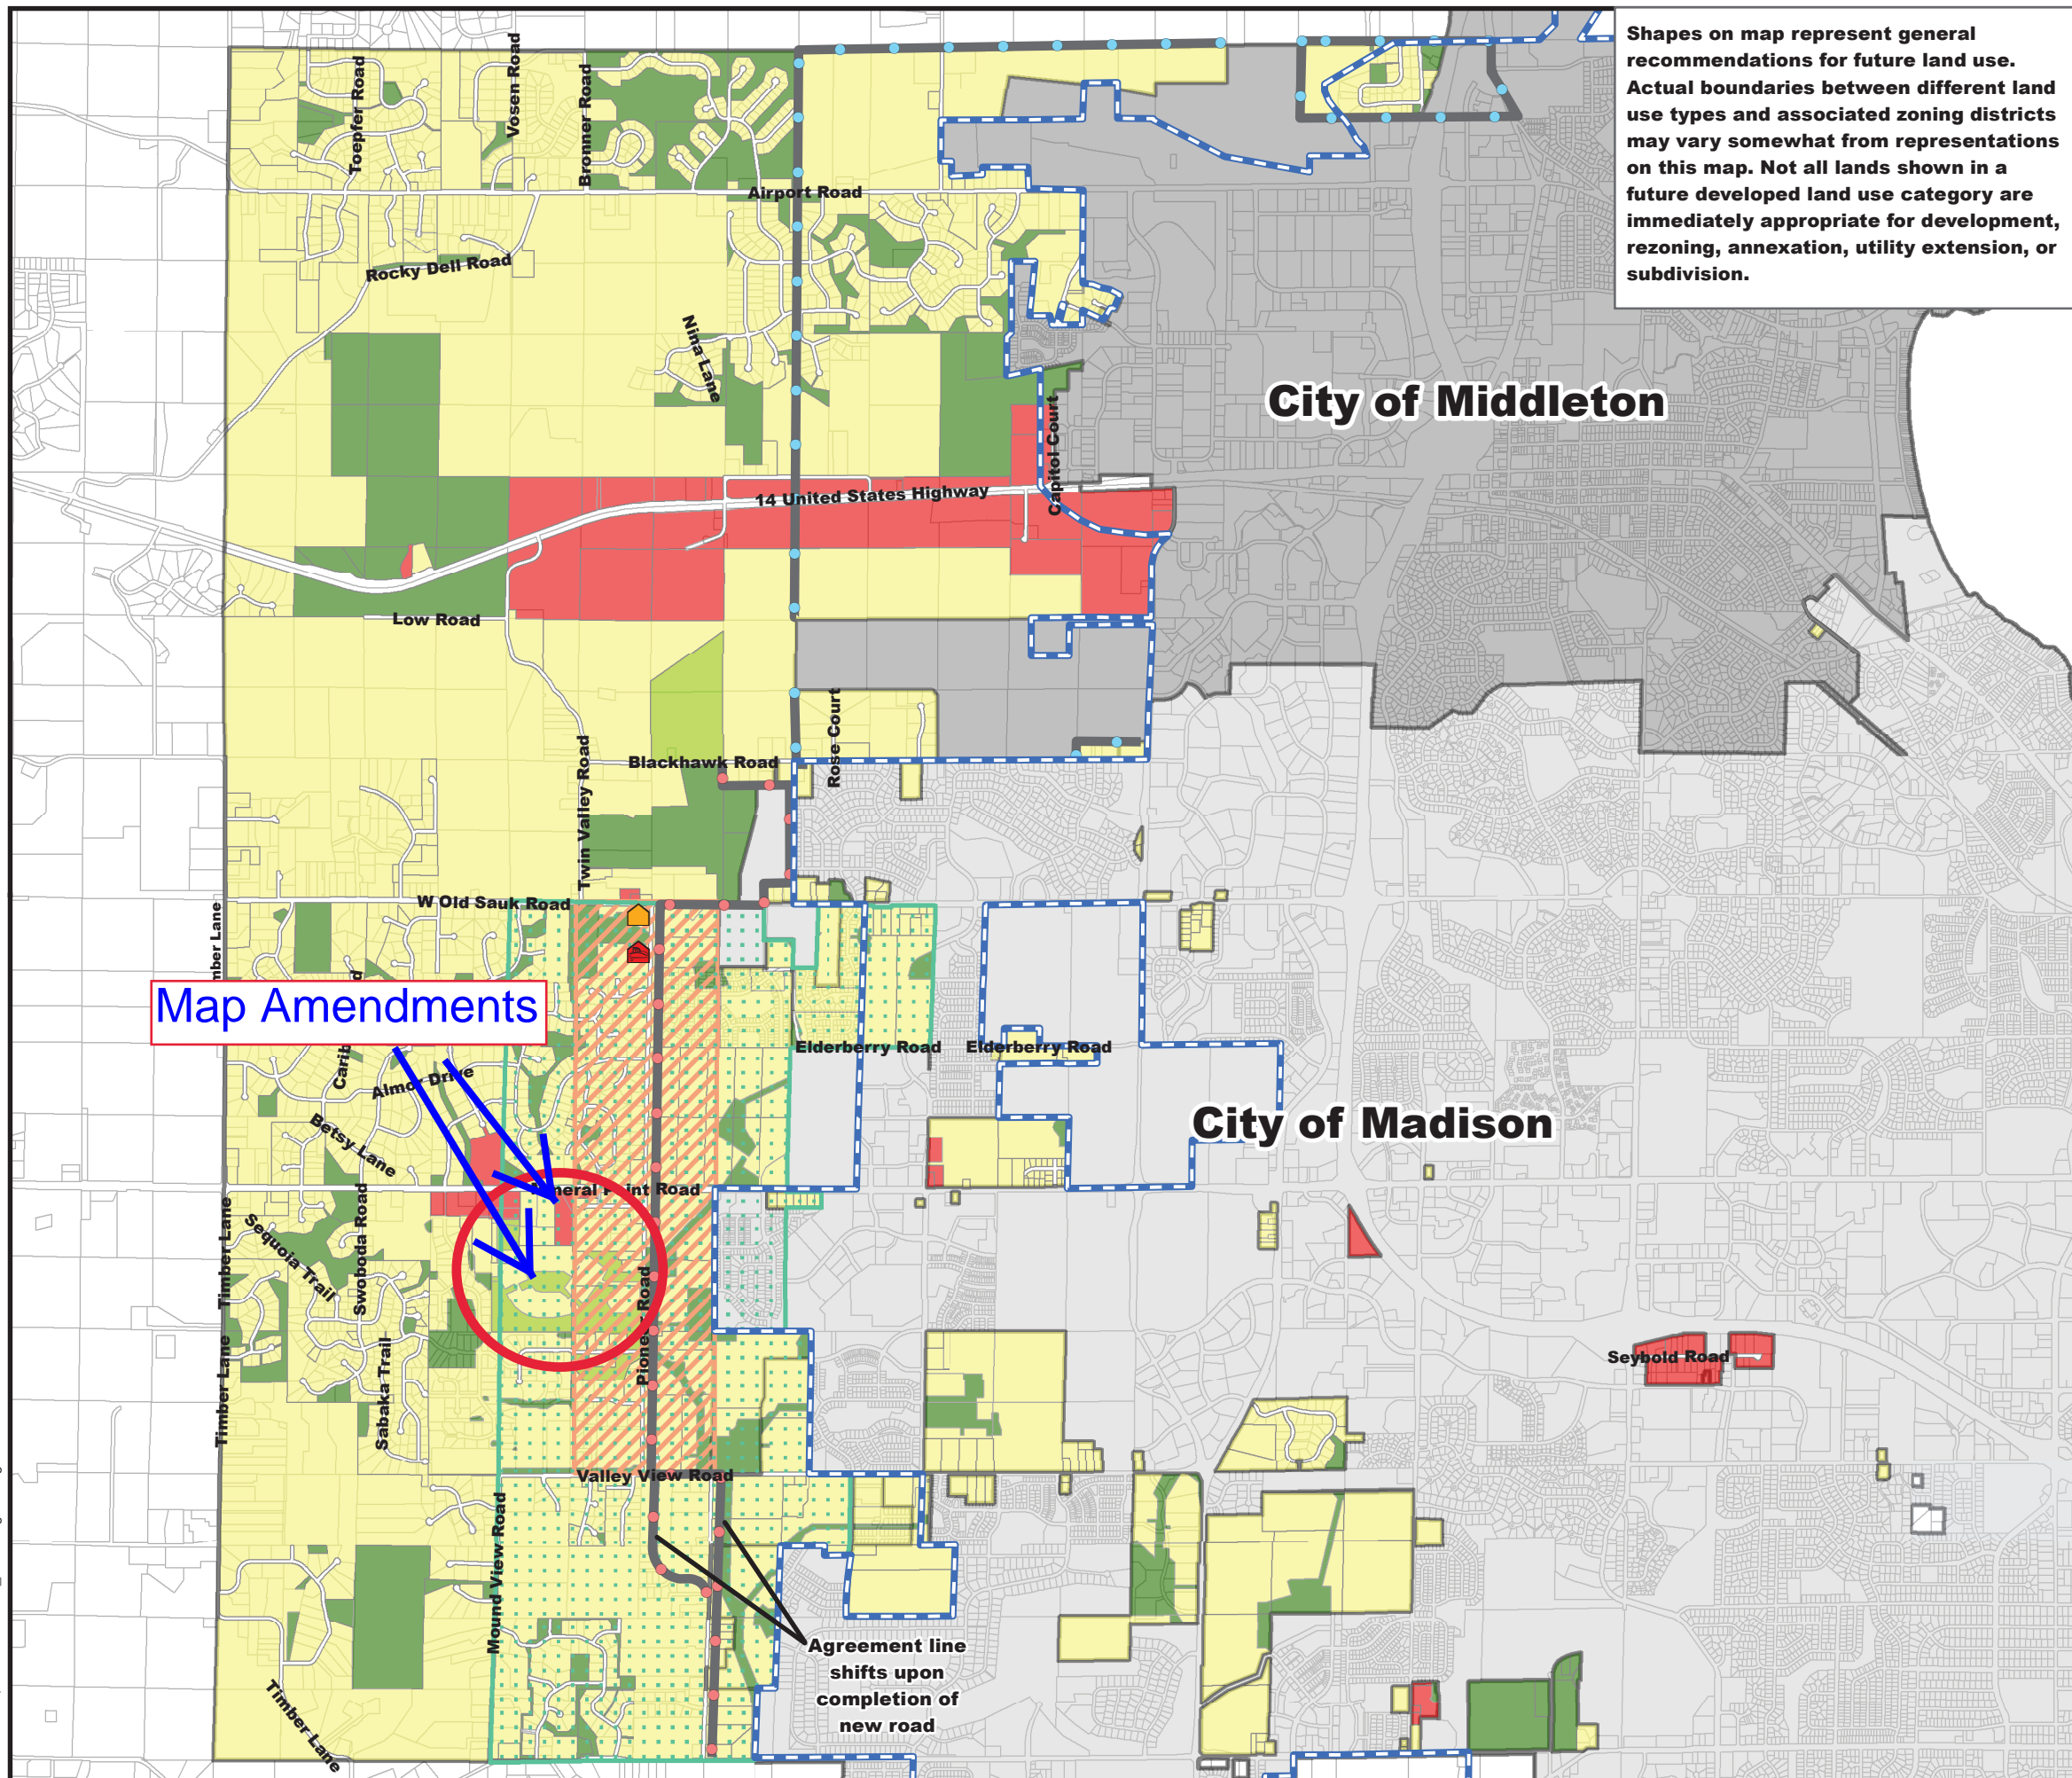 Shapes on map represent general
recommendations for future land use.
Actual boundaries between different land
use types and associated zoning districts
may vary somewhat from representations
on this map. Not all lands shown in a
future developed land use category are
immediately appropriate for development,
rezoning, annexation, utility extension, or
subdivision.
Toepfer Road
Vosen Road
Bronner Road
Airport Road
Rocky Dell Road
Nina Lane
City of Middleton
Capitol Court
14 United States Highway
Low Road
Rose Court
Blackhawk Road
Twin Valley Road
W Old Sauk Road
Map Amendments
Elderberry Road
Elderberry Road
Almor Drive
Betsy Lane
City of Madison
Point Road
Timber Lane
Sequoia Trail
Swoboda Road
Pioneer Road
Timber Lane
Sabaka Trail
Seybold Road
Valley View Road
Mound View Road
Agreement line
shifts upon
completion of
new road
Timber Lane